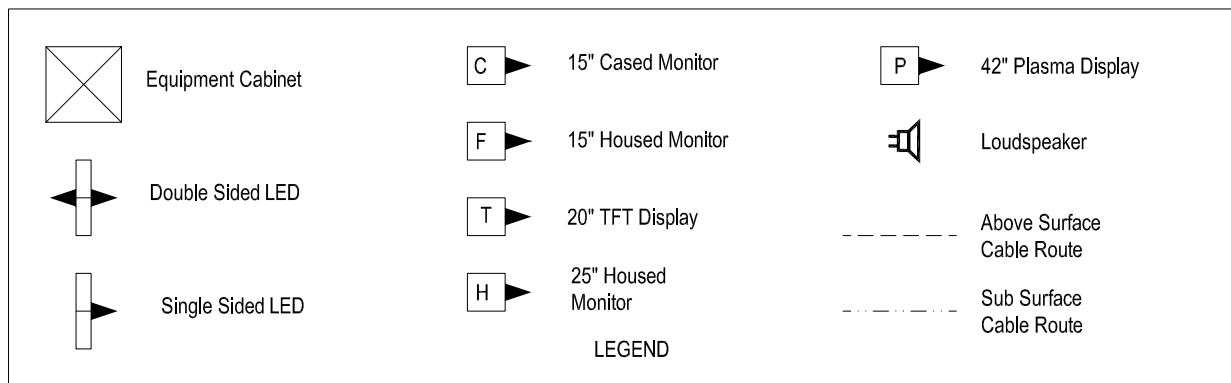 Equipment Cabinet
Double Sided LED
Single Sided LED
C
15" Cased Monitor
F
15" Housed Monitor
T
20" TFT Display
H
25" Housed
Monitor
LEGEND
P
42" Plasma Display
Loudspeaker
Above Surface
Cable Route
Sub Surface
Cable Route